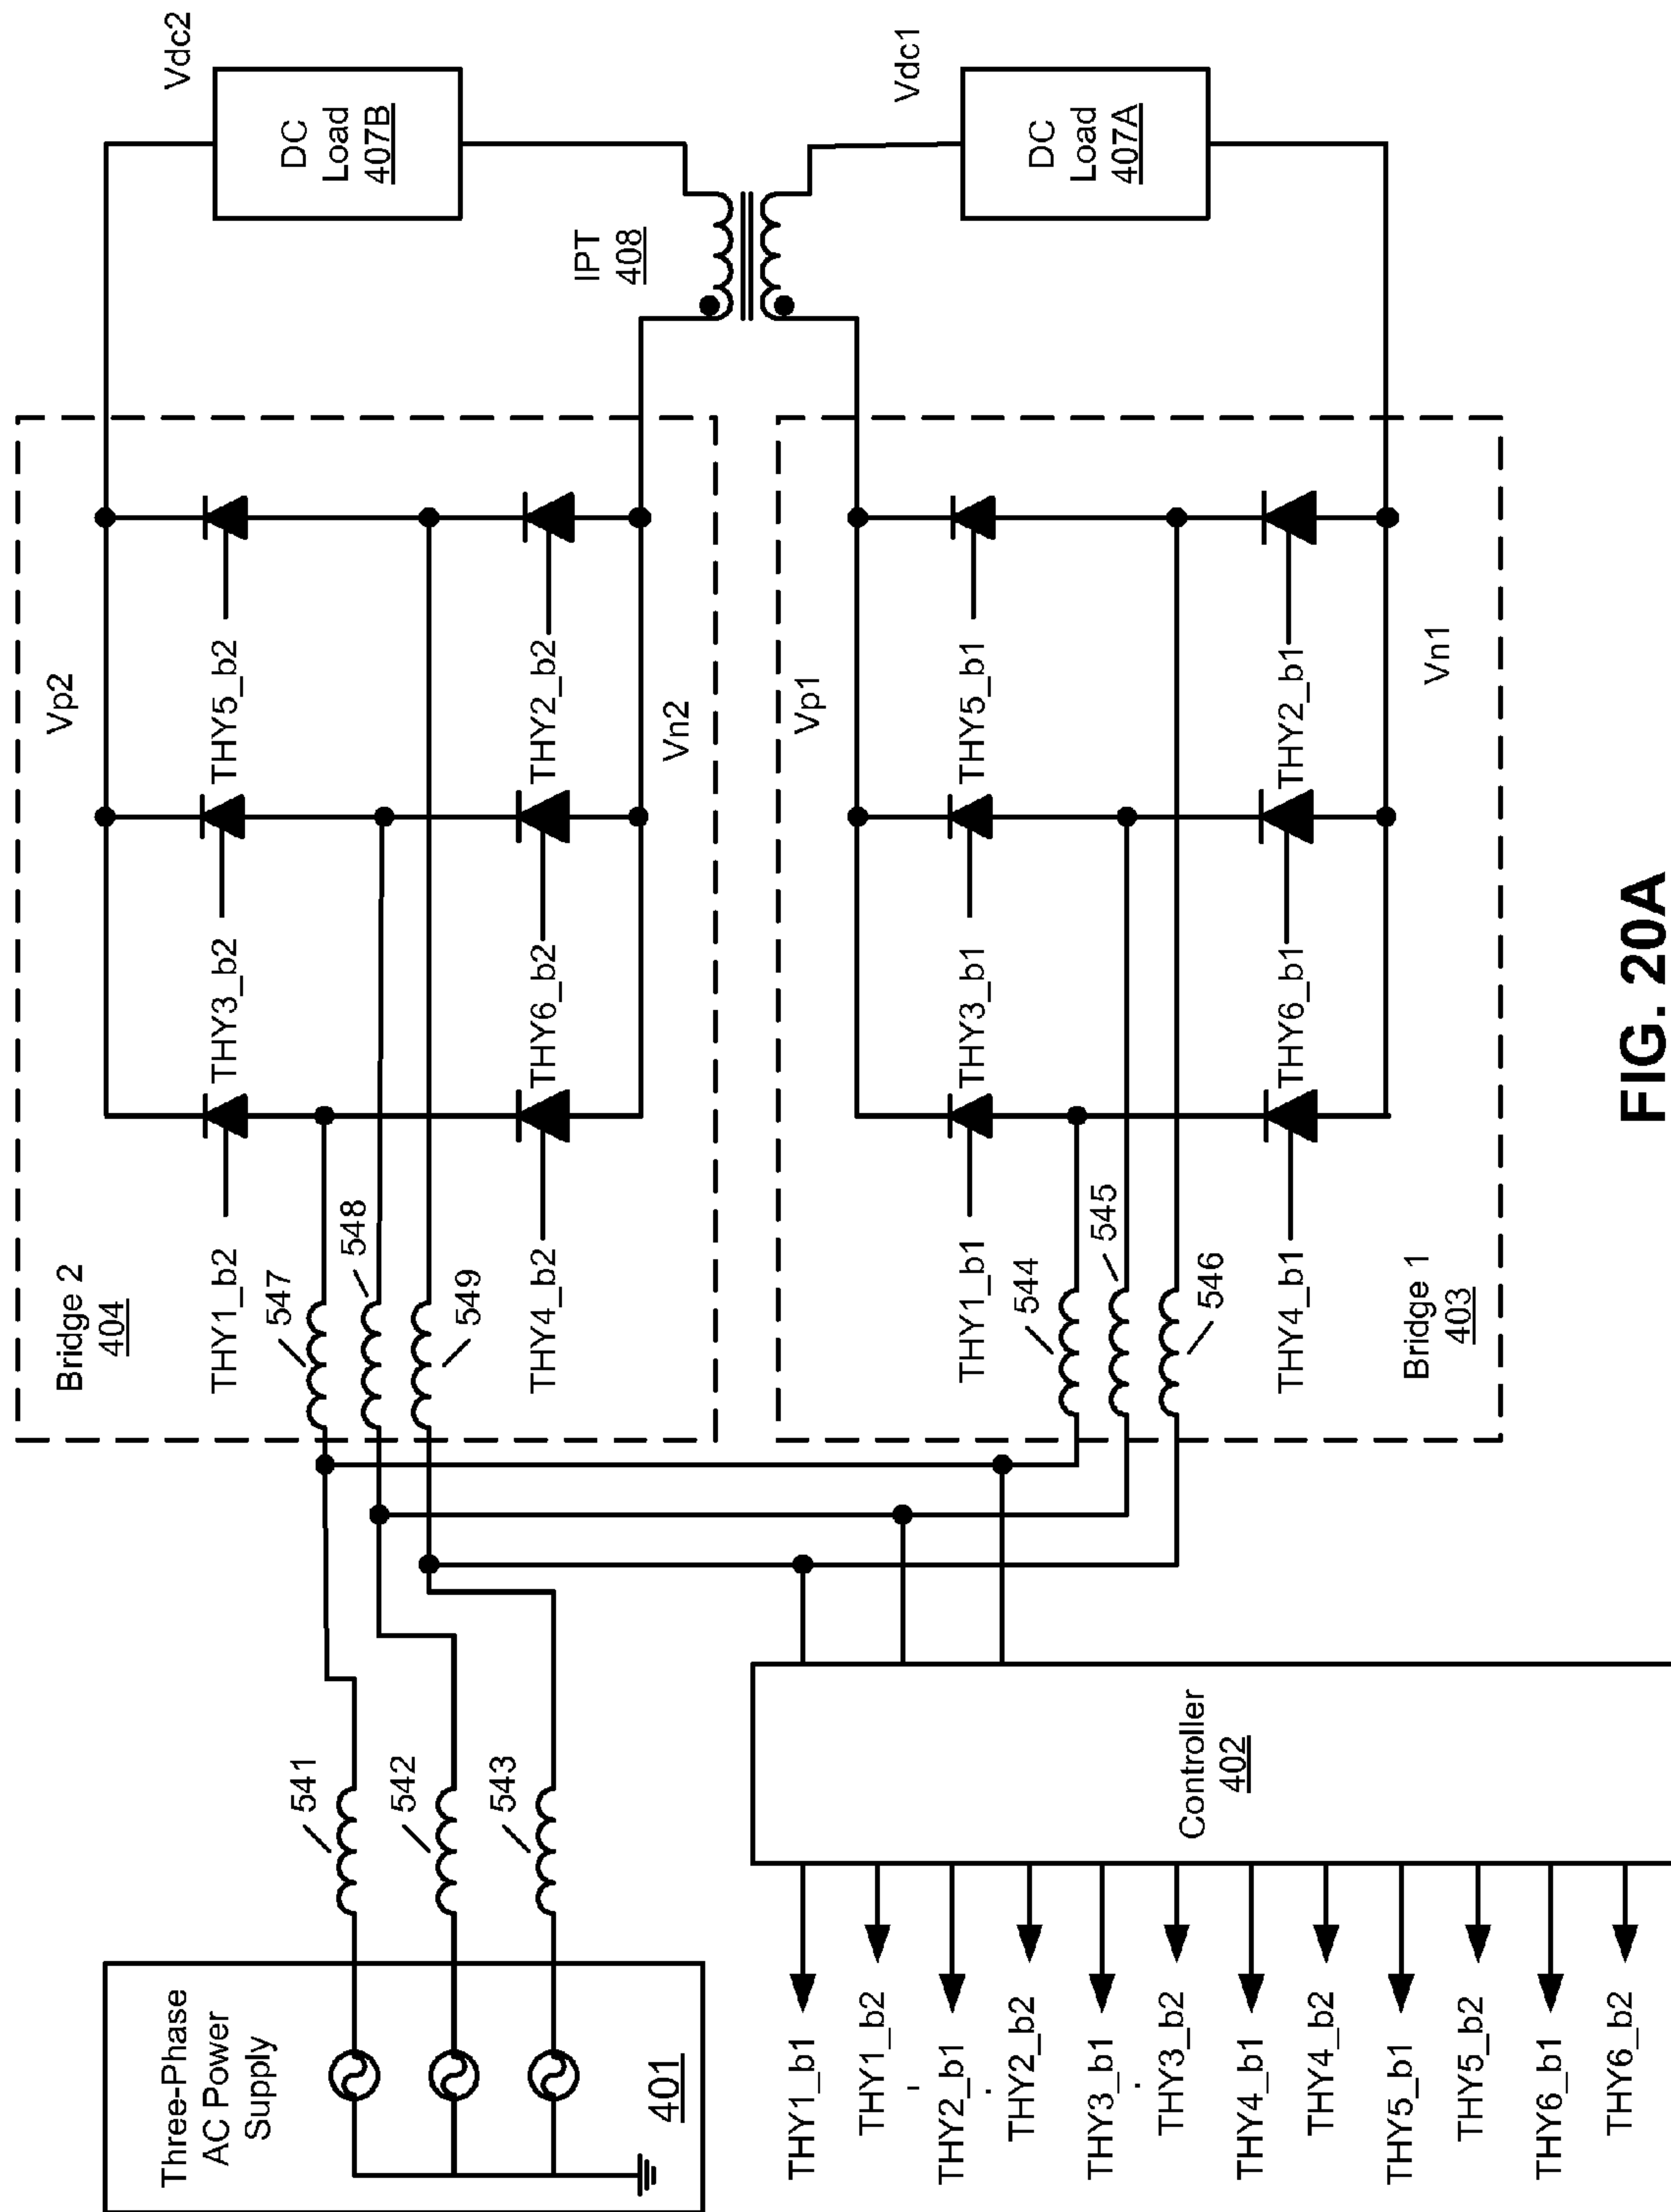 Three-Phase
AC Power
Supply
401
541
542
543
Bridge 2
404
THY1_b2
THY3_b2
THY5_b2
Vp2
547
548
549
THY4_b2
THY6_b2
THY2_b2
Vn2
Vdc2
DC
Load
407B
IPT
408
Vdc1
DC
Load
407A
Vp1
THY1_b1
THY3_b1
THY5_b1
544
545
546
THY4_b1
THY6_b1
THY2_b1
Vn1
Bridge 1
403
Controller
402
THY1_b1
THY1_b2
THY2_b1
THY2_b2
THY3_b1
THY3_b2
THY4_b1
THY4_b2
THY5_b1
THY5_b2
THY6_b1
THY6_b2
FIG. 20A